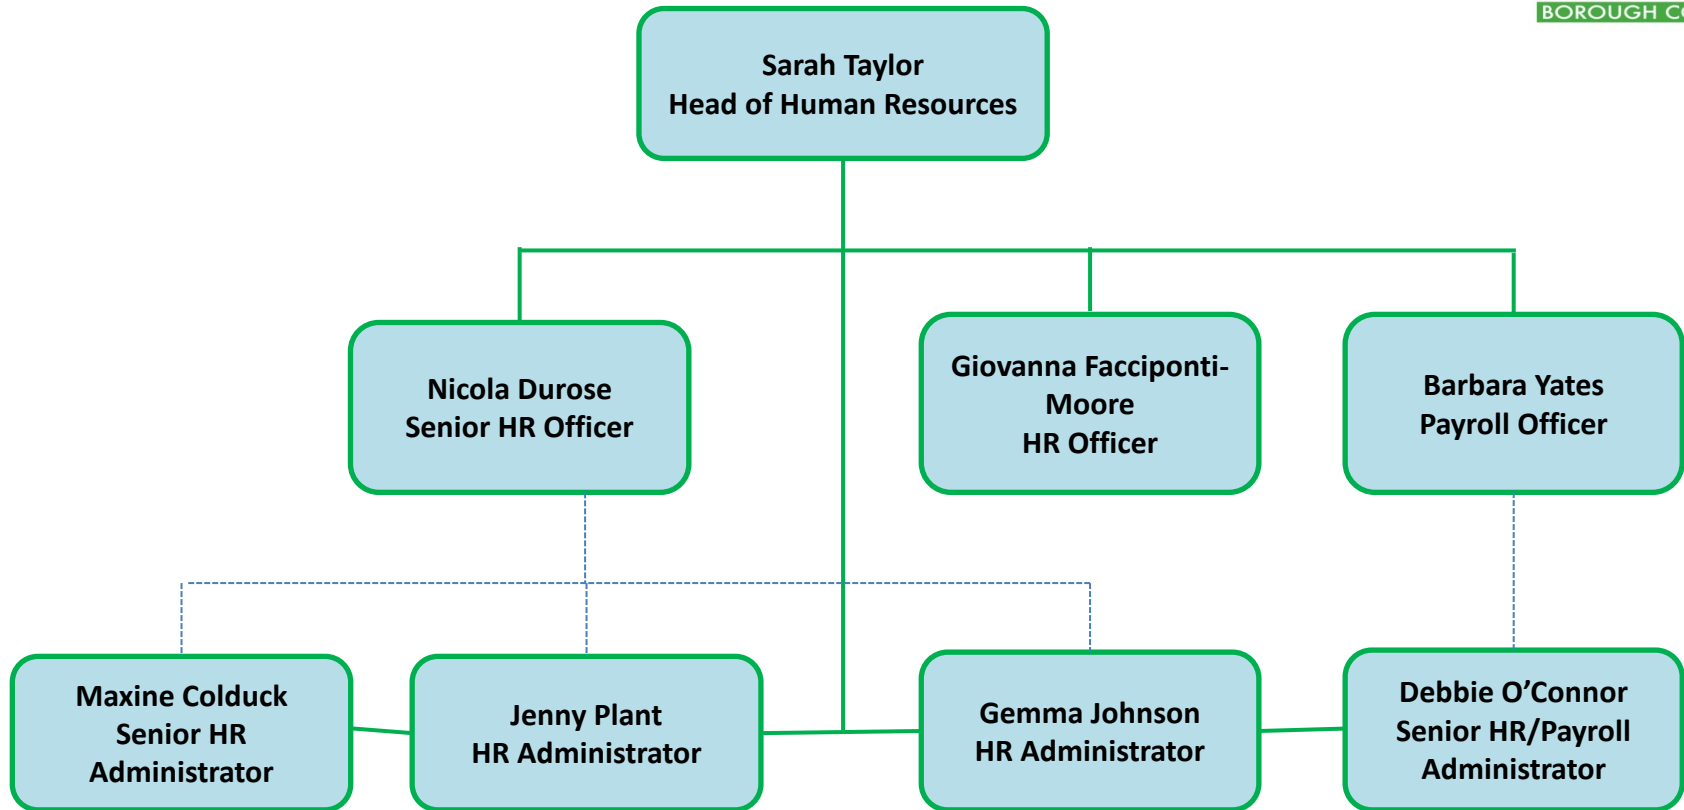 BOROUGH
Sarah Taylor
Head of Human Resources
Nicola Durose
Senior HR Officer
Giovanna Facciponti-
Moore
HR Officer
Barbara Yates
Payroll Officer
Maxine Colduck
Senior HR
Administrator
Jenny Plant
HR Administrator
Gemma Johnson
HR Administrator
Debbie O’Connor
Senior HR/Payroll
Administrator